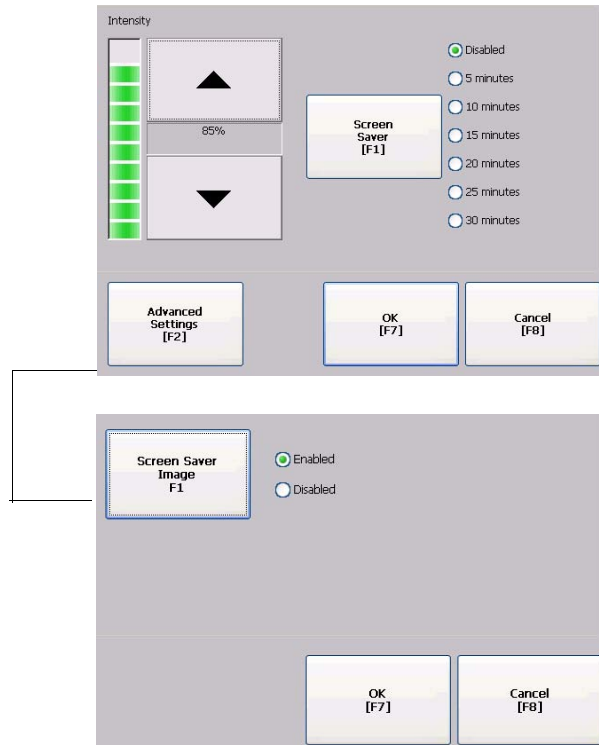 Intensity
85%
Screen
Saver
[F1]
Disabled
5 minutes
10 minutes
15 minutes
20 minutes
25 minutes
30 minutes
Advanced
Settings
[F2]
OK
[F7]
Cancel
[F8]
Screen Saver
Image
F1
Enabled
Disabled
OK
[F7]
Cancel
[F8]